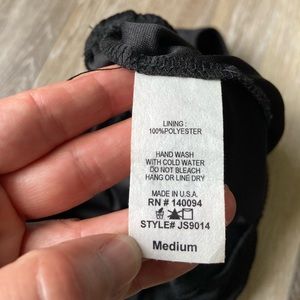 LINING :
100%POLYESTER
HAND WASH
WITH COLD WATER
DO NOT BLEACH
HANG OR LINE DRY
MADE IN U.S.A.
RN # 140094
STYLE# JS9014
Medium